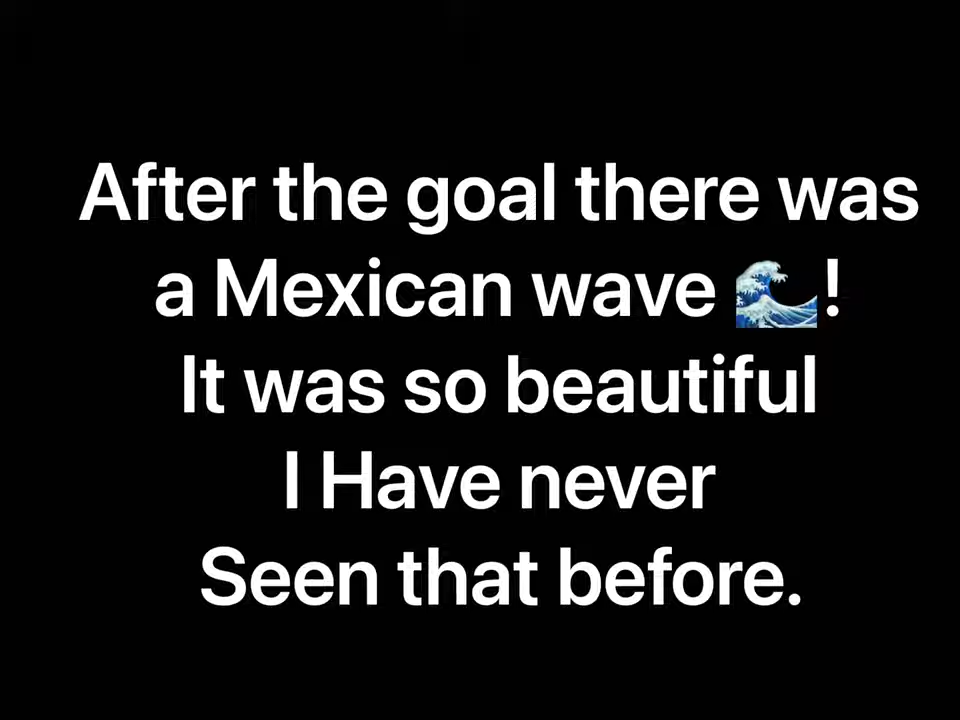 After the goal there was
a Mexican wave 🌊!
It was so beautiful
I Have never
Seen that before.